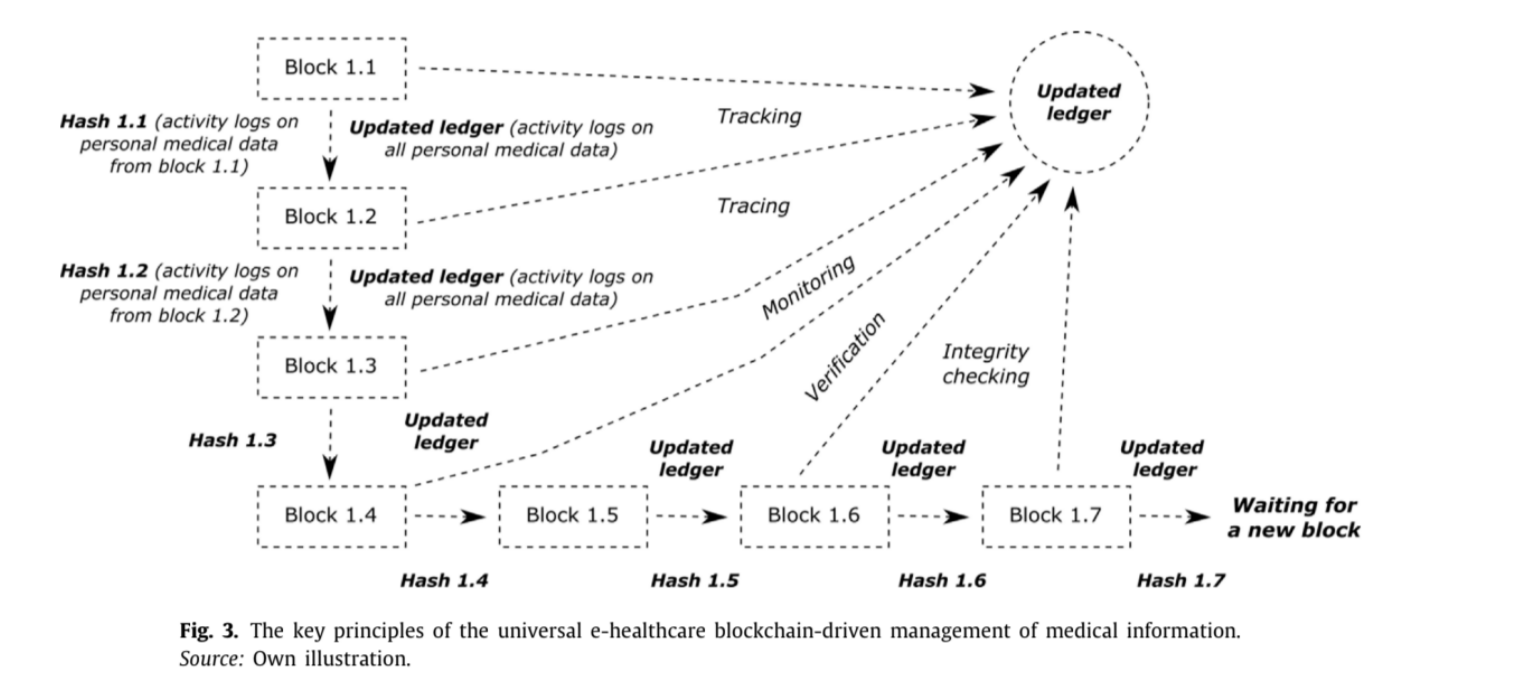 Block 1.1
Updated
ledger
Hash 1.1 (activity logs on
personal medical data
from block 1.1)
Updated ledger (activity logs on
all personal medical data)
Tracking
Block 1.2
Tracing
Hash 1.2 (activity logs on
personal medical data
from block 1.2)
Updated ledger (activity logs on
all personal medical data)
Monitoring
Block 1.3
Verification
Integrity
checking
Hash 1.3
Updated
ledger
Updated
ledger
Updated
ledger
Updated
ledger
Block 1.4
Block 1.5
Block 1.6
Block 1.7
Waiting for
a new block
Hash 1.4
Hash 1.5
Hash 1.6
Hash 1.7
Fig. 3. The key principles of the universal e-healthcare blockchain-driven management of medical information.
Source: Own illustration.